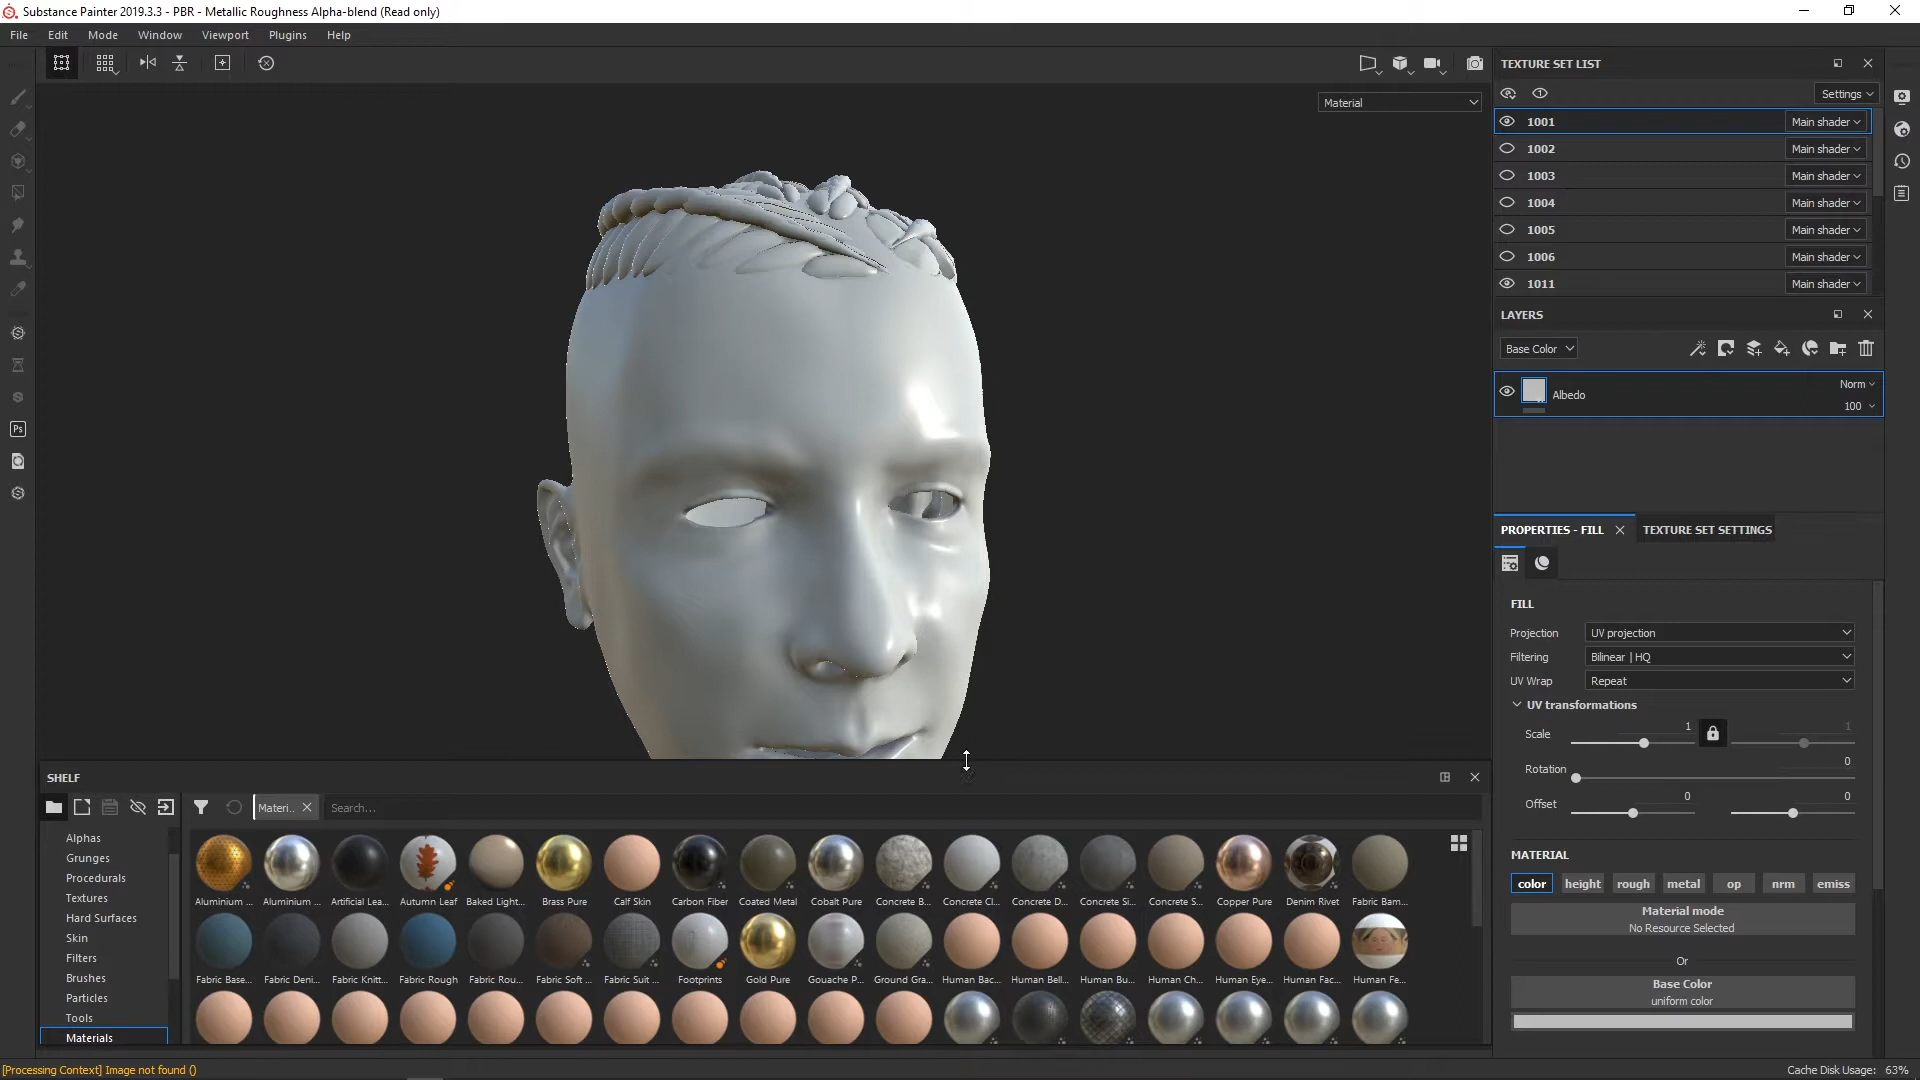 Substance Painter 2019.3.3 - PBR - Metallic Roughness Alpha-blend (Read only)
File Edit Mode Window Viewport Plugins Help
Material
TEXTURE SET LIST
Settings
1001 Main shader
1002 Main shader
1003 Main shader
1004 Main shader
1005 Main shader
1006 Main shader
1011 Main shader
LAYERS
Base Color
Albedo Norm
100
PROPERTIES - FILL TEXTURE SET SETTINGS
FILL
Projection UV projection
Filtering Bilinear | HQ
UV Wrap Repeat
UV transformations
Scale 1 1
Rotation 0
Offset 0 0
MATERIAL
color height rough metal op nrm emiss
Material mode
No Resource Selected
Or
Base Color
uniform color
SHELF
Materi.. Search...
Alphas
Grunges
Procedurals
Textures
Hard Surfaces
Skin
Filters
Brushes
Particles
Tools
Materials
Aluminium ... Aluminium ... Artificial Lea... Autumn Leaf Baked Light... Brass Pure Calf Skin Carbon Fiber Coated Metal Cobalt Pure Concrete B... Concrete Cl... Concrete D... Concrete Si... Concrete S... Copper Pure Denim Rivet Fabric Bam...
Fabric Base... Fabric Deni... Fabric Knitt... Fabric Rough Fabric Rou... Fabric Soft ... Fabric Suit ... Footprints Gold Pure Gouache P... Ground Gra... Human Bac... Human Bell... Human Bu... Human Ch... Human Eye... Human Fac... Human Fe...
Ps
[Processing Context] Image not found ()
Cache Disk Usage: 63%